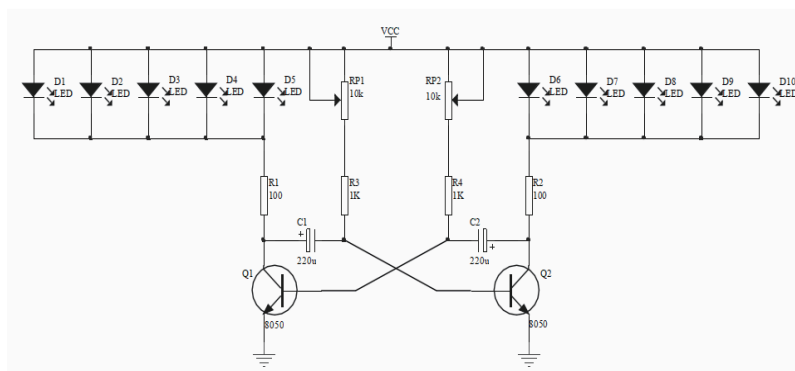 VCC
D1
LED
D2
LED
D3
LED
D4
LED
D5
LED
RP1
10k
RP2
10k
D6
LED
D7
LED
D8
LED
D9
LED
D10
LED
R1
100
R3
1K
R4
1K
R2
100
C1
+
220u
C2
+
220u
Q1
8050
Q2
8050